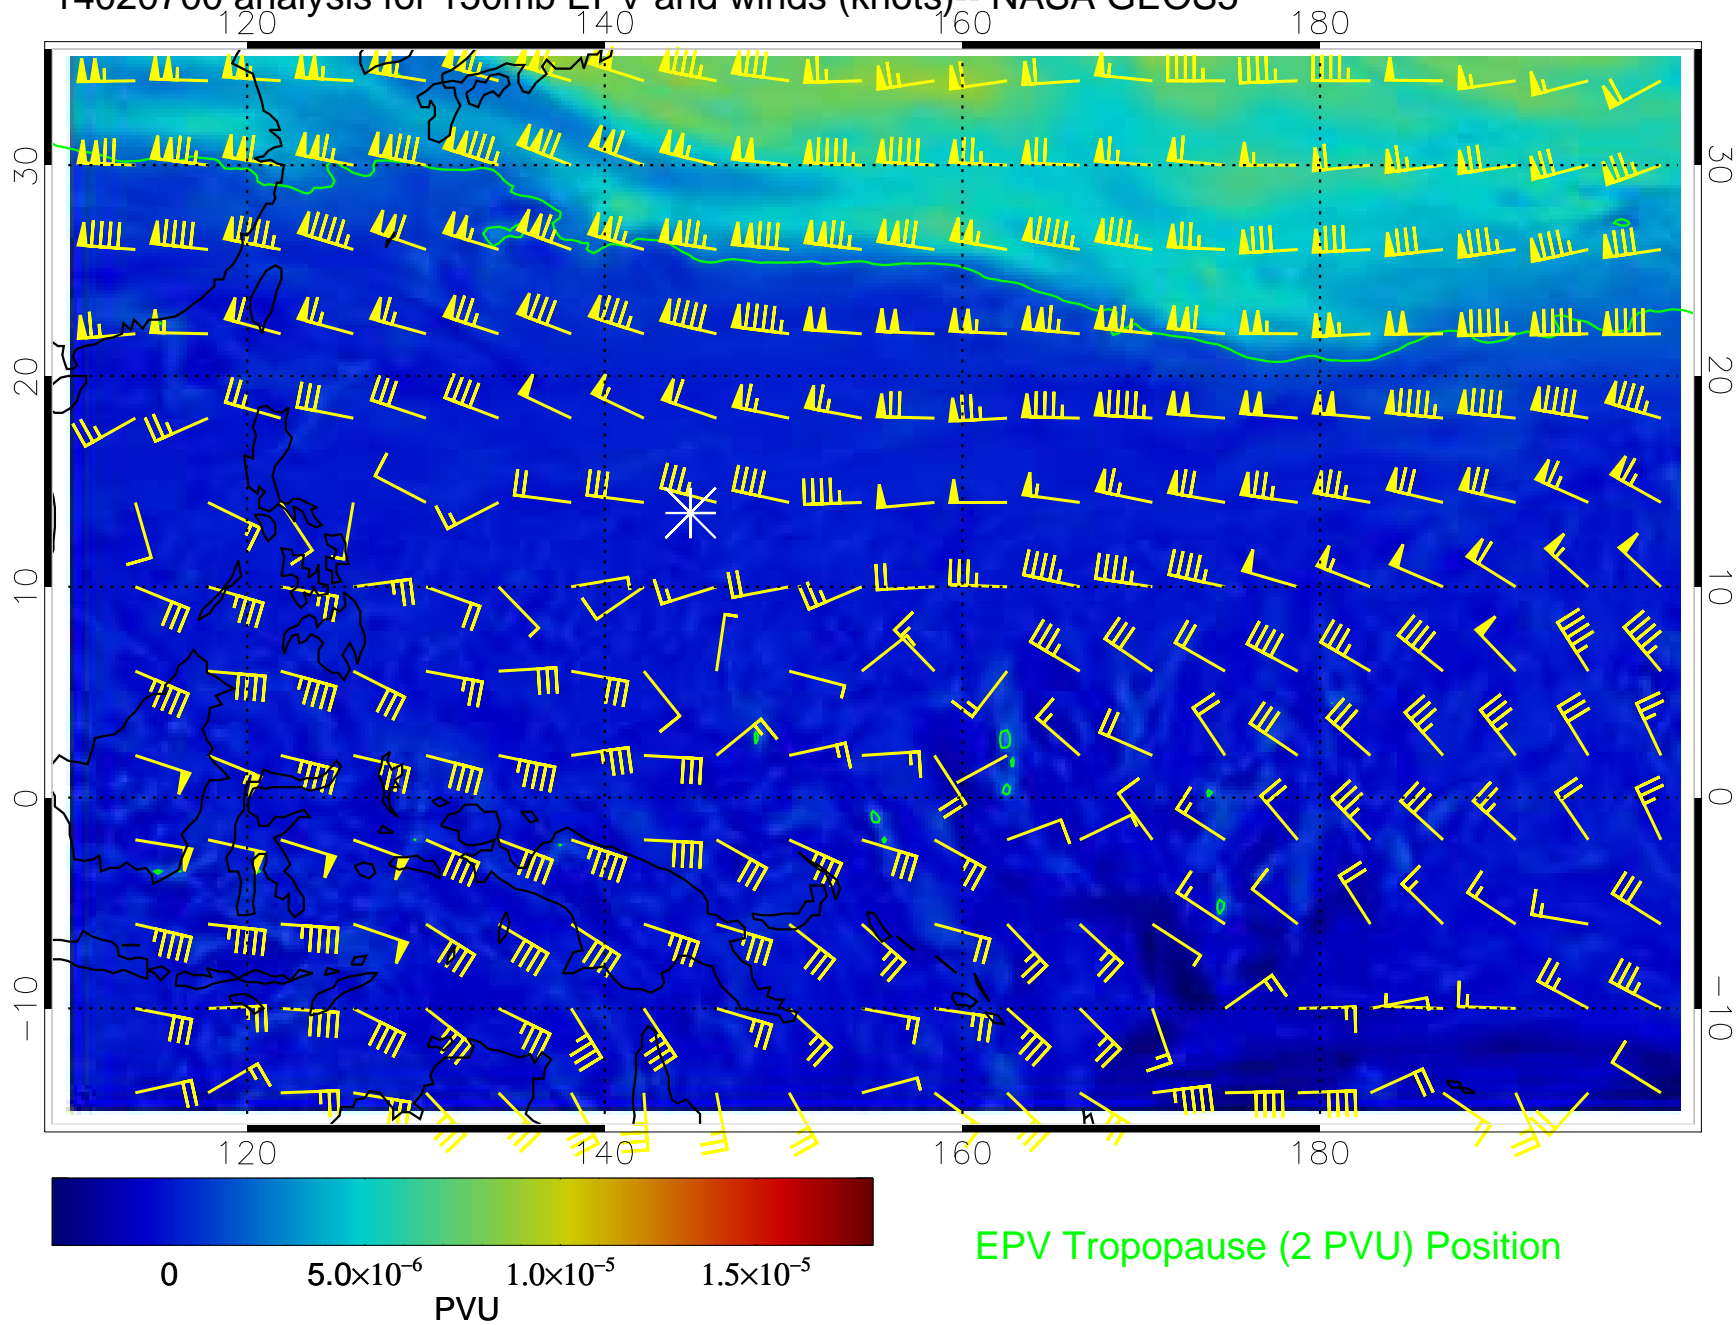 14020700 analysis for 150mb EPV and winds (knots)-- NASA GEOS5
120 140 160 180
30 30
20 20
10 10
0 0
−10 −10
120 140 160 180
0 5.0×10⁻⁶ 1.0×10⁻⁵ 1.5×10⁻⁵
PVU
EPV Tropopause (2 PVU) Position